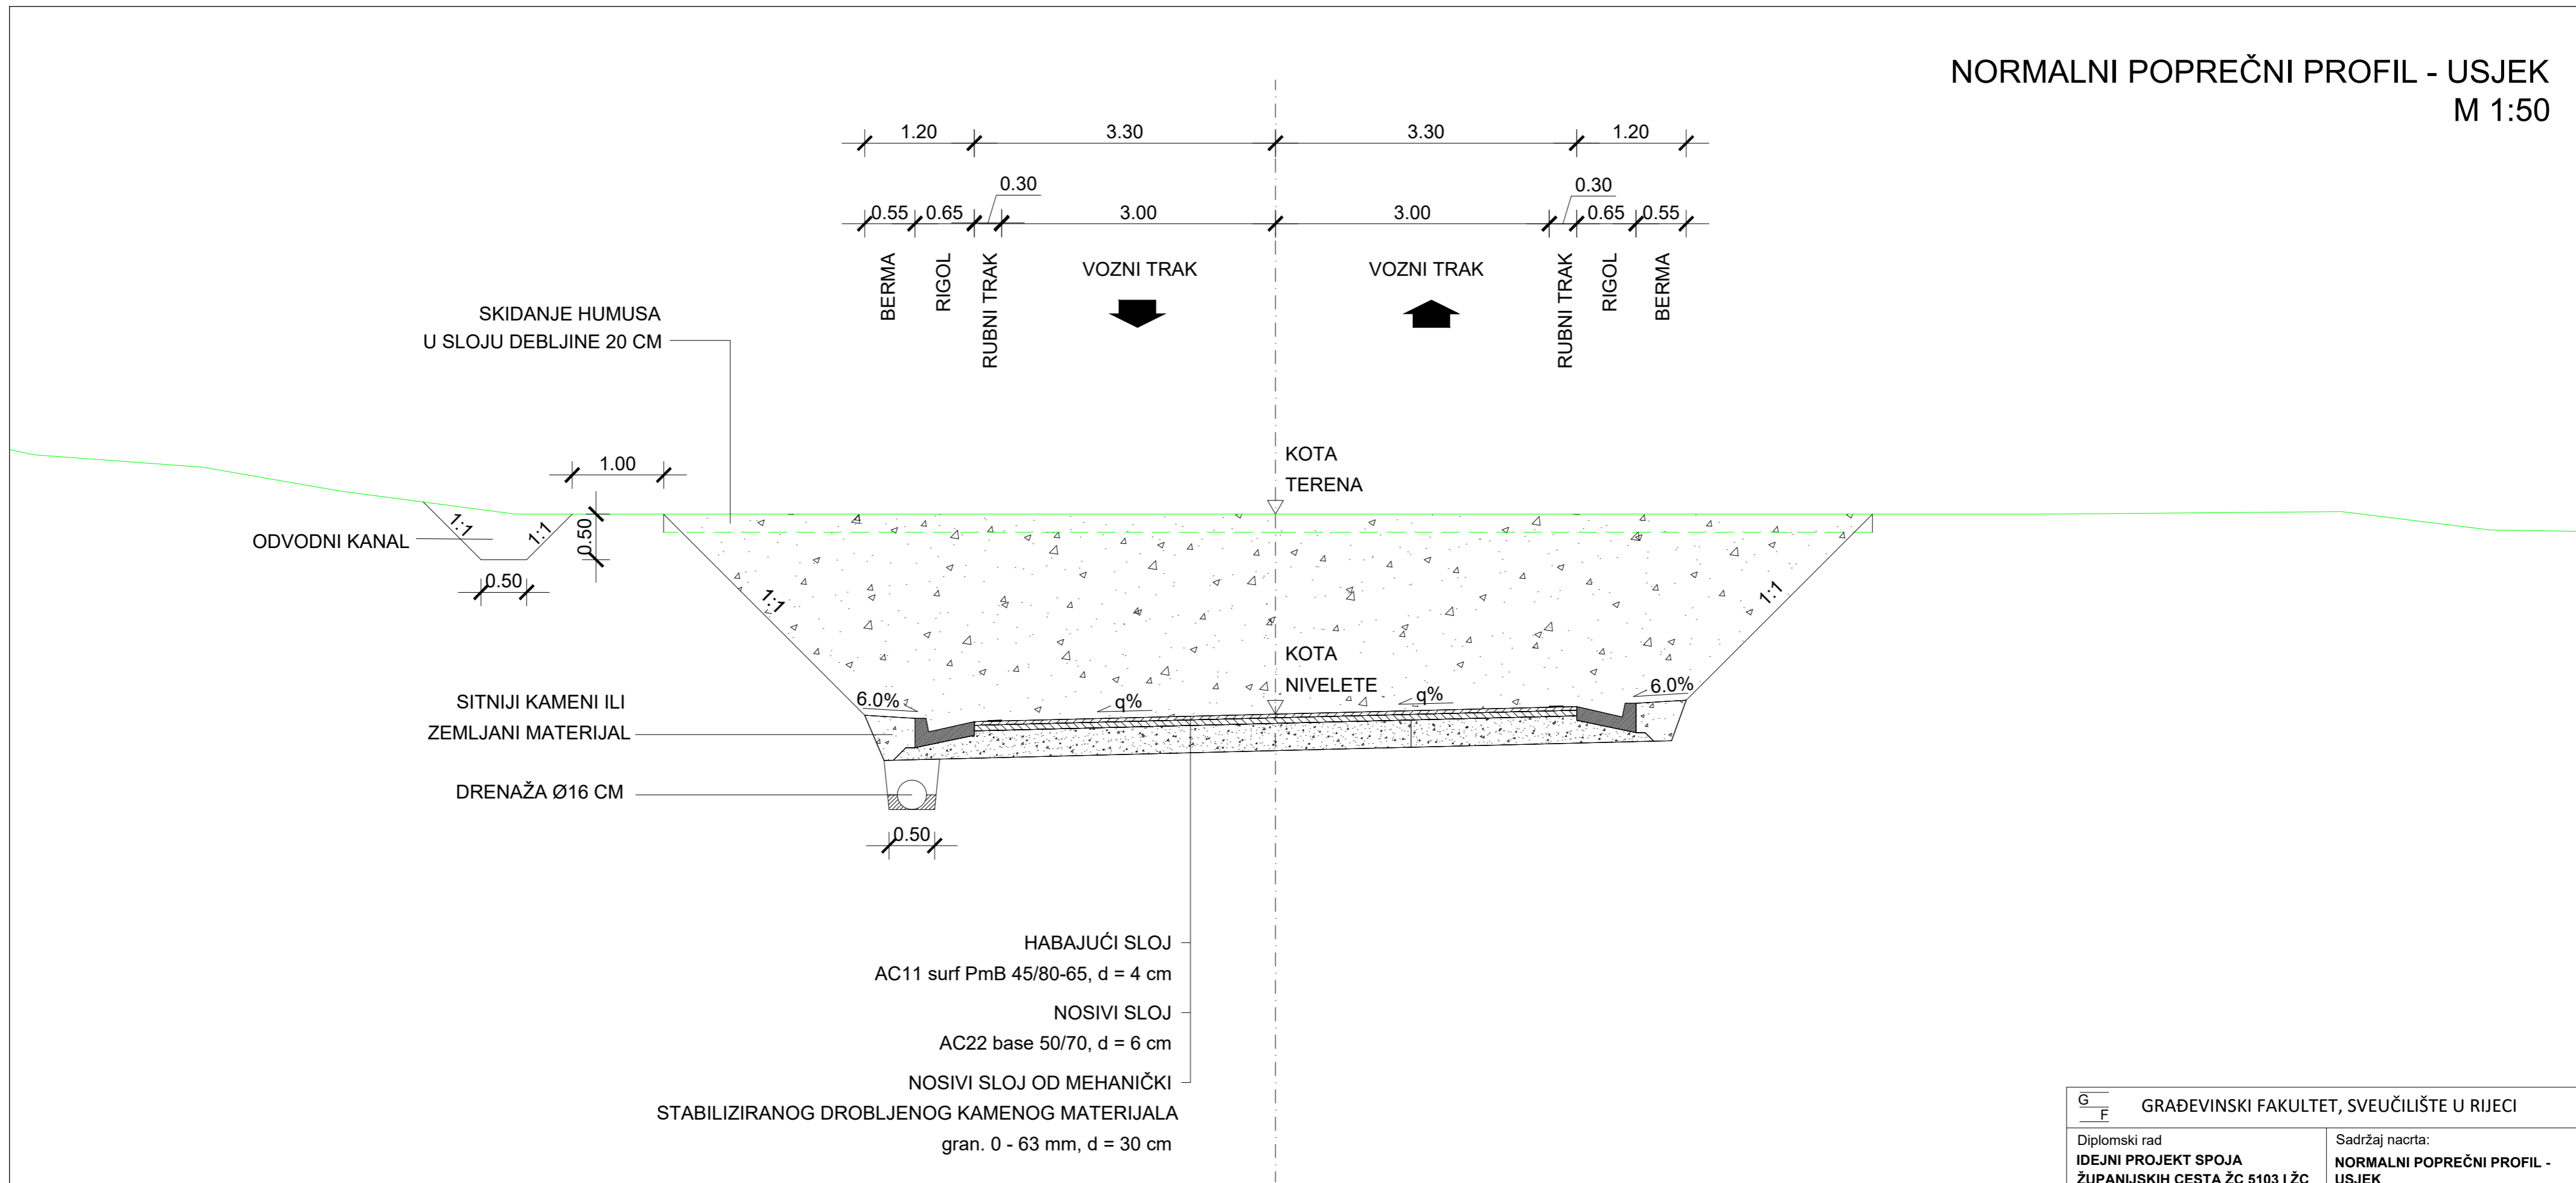 NORMALNI POPREČNI PROFIL - USJEK
M 1:50
1.20
3.30
3.30
1.20
0.30
0.30
0.55
0.65
3.00
3.00
0.65
0.55
BERMA
RIGOL
RUBNI TRAK
VOZNI TRAK
VOZNI TRAK
RUBNI TRAK
RIGOL
BERMA
SKIDANJE HUMUSA
U SLOJU DEBLJINE 20 CM
KOTA
TERENA
1.00
1:1
1:1
0.50
ODVODNI KANAL
0.50
1:1
1:1
KOTA
NIVELETE
6.0%
q%
q%
6.0%
SITNIJI KAMENI ILI
ZEMLJANI MATERIJAL
DRENAŽA Ø16 CM
0.50
HABAJUĆI SLOJ
AC11 surf PmB 45/80-65, d = 4 cm
NOSIVI SLOJ
AC22 base 50/70, d = 6 cm
NOSIVI SLOJ OD MEHANIČKI
STABILIZIRANOG DROBLJENOG KAMENOG MATERIJALA
gran. 0 - 63 mm, d = 30 cm
G
F
GRAĐEVINSKI FAKULTET, SVEUČILIŠTE U RIJECI
Diplomski rad
IDEJNI PROJEKT SPOJA
ŽUPANIJSKIH CESTA ŽC 5103 I ŽC
Sadržaj nacrta:
NORMALNI POPREČNI PROFIL -
USJEK